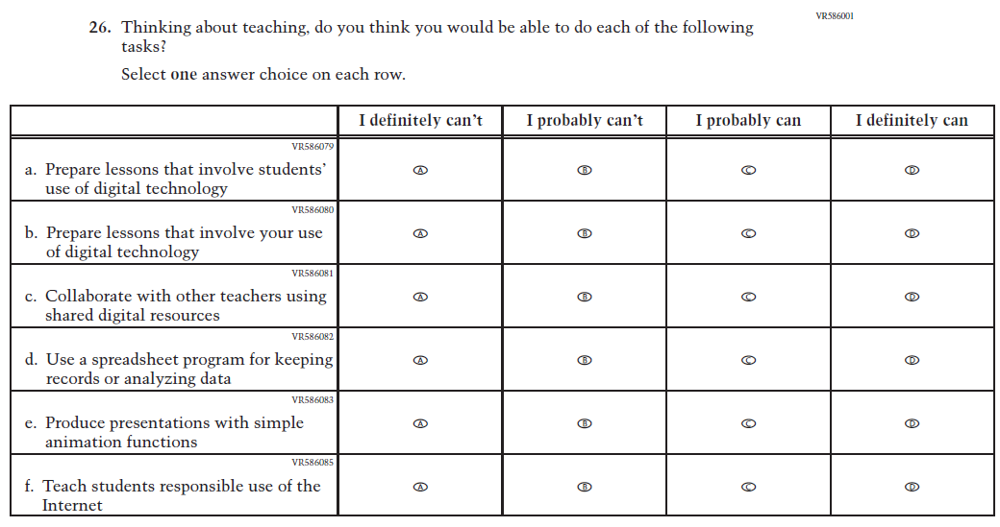 VR586001
26. Thinking about teaching, do you think you would be able to do each of the following
tasks?
Select one answer choice on each row.
I definitely can’t I probably can’t I probably can I definitely can
VR586079
a. Prepare lessons that involve students’
use of digital technology
A B C D
VR586080
b. Prepare lessons that involve your use
of digital technology
A B C D
VR586081
c. Collaborate with other teachers using
shared digital resources
A B C D
VR586082
d. Use a spreadsheet program for keeping
records or analyzing data
A B C D
VR586083
e. Produce presentations with simple
animation functions
A B C D
VR586085
f. Teach students responsible use of the
Internet
A B C D